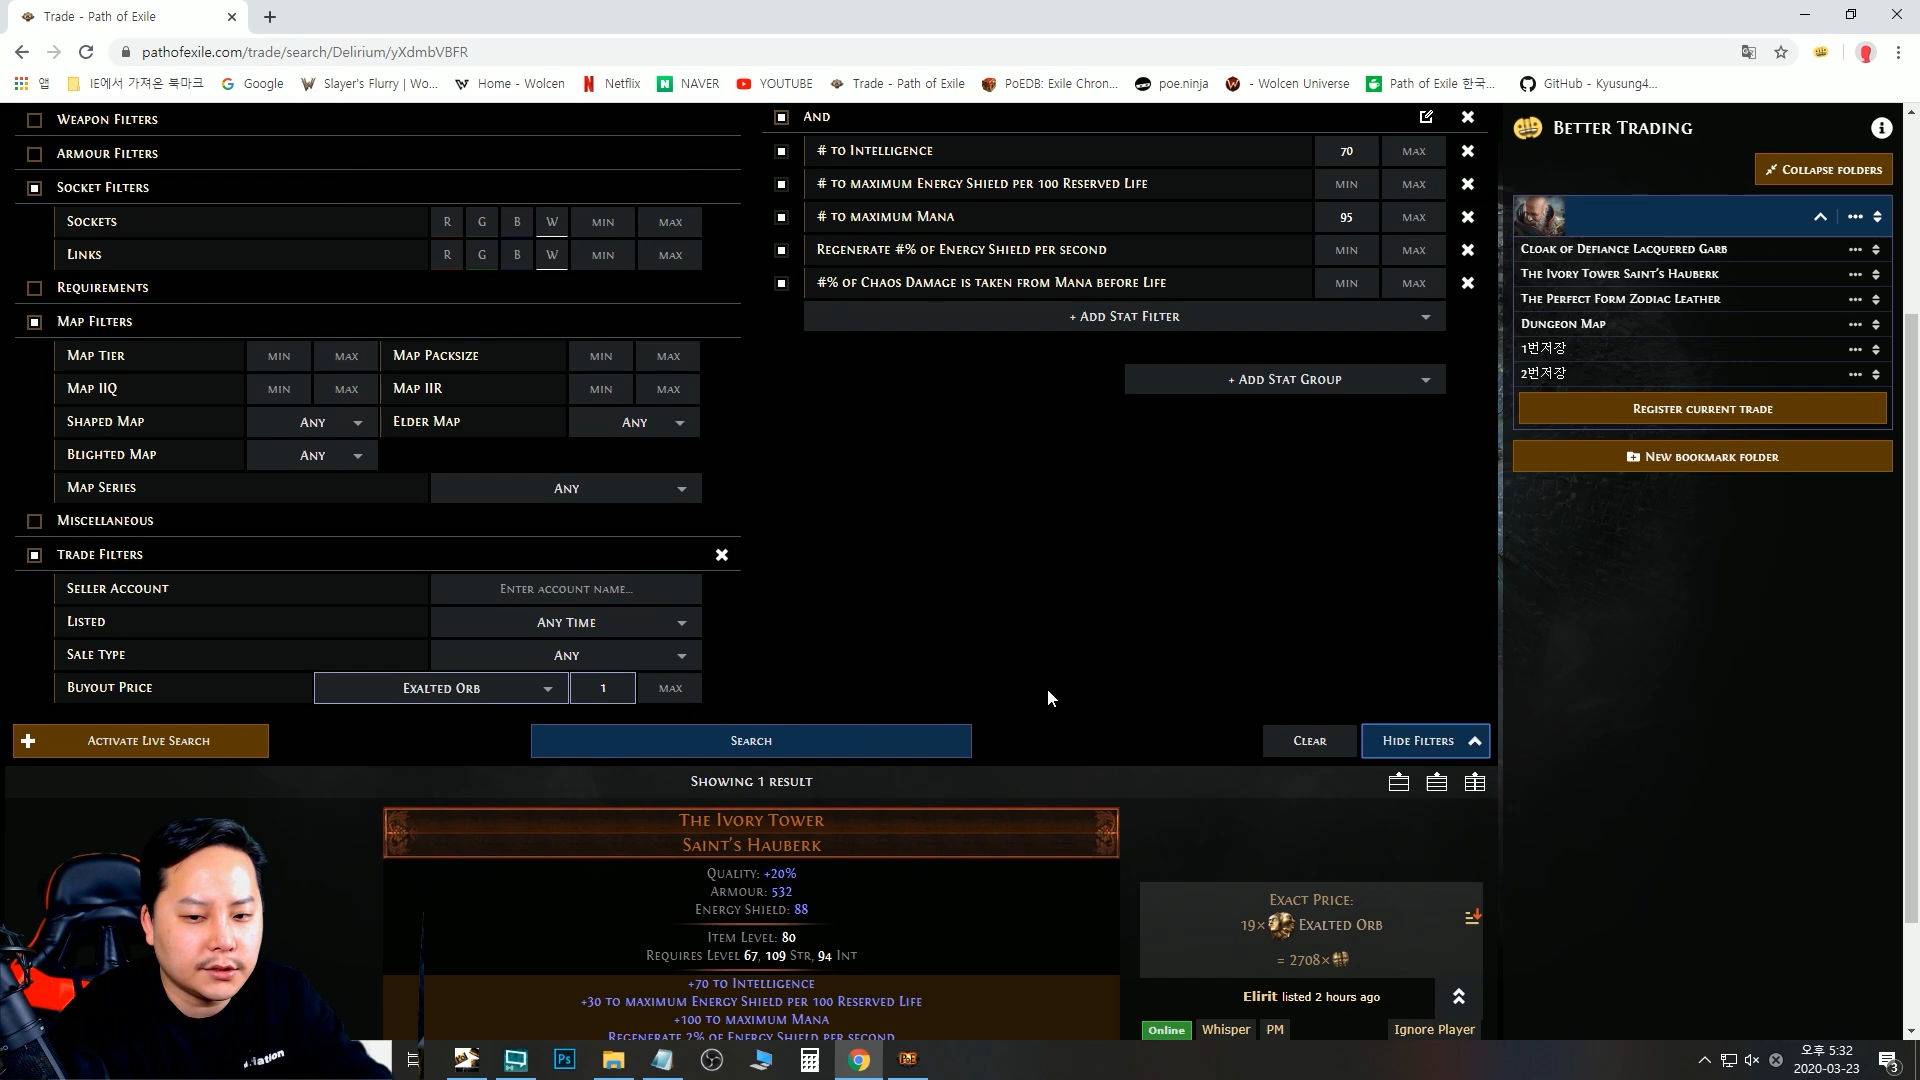 Trade - Path of Exile
pathofexile.com/trade/search/Delirium/yXdmbVBFR
앱 IE에서 가져온 북마크 Google Slayer's Flurry | Wo... Home - Wolcen Netflix NAVER YOUTUBE Trade - Path of Exile PoEDB: Exile Chron... poe.ninja - Wolcen Universe Path of Exile 한국... GitHub - Kyusung4...
Weapon Filters
Armour Filters
Socket Filters
Sockets R G B W MIN MAX
Links R G B W MIN MAX
Requirements
Map Filters
Map Tier MIN MAX Map Packsize MIN MAX
Map IIQ MIN MAX Map IIR MIN MAX
Shaped Map Any Elder Map Any
Blighted Map Any
Map Series Any
Miscellaneous
Trade Filters
Seller Account Enter account name...
Listed Any Time
Sale Type Any
Buyout Price Exalted Orb 1 MAX
And
# to Intelligence 70 MAX
# to maximum Energy Shield per 100 Reserved Life MIN MAX
# to maximum Mana 95 MAX
Regenerate #% of Energy Shield per second MIN MAX
#% of Chaos Damage is taken from Mana before Life MIN MAX
+ Add Stat Filter
+ Add Stat Group
Better Trading
Collapse folders
Cloak of Defiance Lacquered Garb
The Ivory Tower Saint's Hauberk
The Perfect Form Zodiac Leather
Dungeon Map
1번저장
2번저장
Register current trade
New bookmark folder
Activate Live Search
Search
Clear
Hide Filters
Showing 1 result
The Ivory Tower
Saint's Hauberk
Quality: +20%
Armour: 532
Energy Shield: 88
Item Level: 80
Requires Level 67, 109 Str, 94 Int
+70 to Intelligence
+30 to maximum Energy Shield per 100 Reserved Life
+100 to maximum Mana
Regenerate 2% of Energy Shield per second
Exact Price:
19× Exalted Orb
= 2708×
Elirit listed 2 hours ago
Online Whisper PM Ignore Player
Ps
PoE
오후 5:32
2020-03-23
3